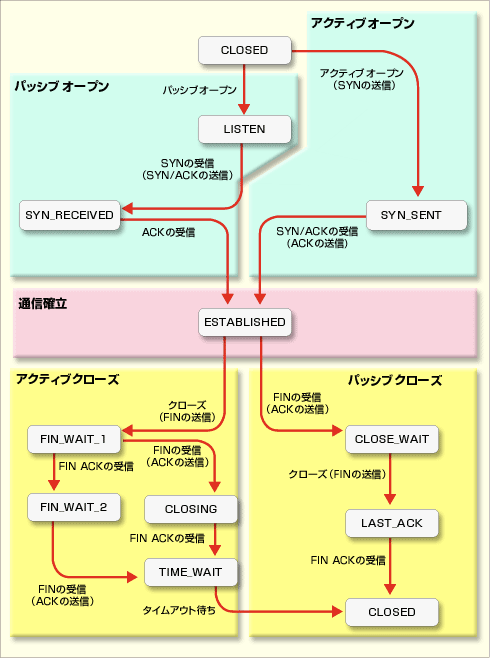 アクティブ オープン
CLOSED
アクティブ オープン
(SYNの送信)
パッシブ オープン
パッシブ オープン
LISTEN
SYNの受信
(SYN/ACKの送信)
SYN_RECEIVED
SYN_SENT
ACKの受信
SYN/ACKの受信
(ACKの送信)
通信確立
ESTABLISHED
アクティブクローズ
パッシブクローズ
クローズ
(FINの送信)
FINの受信
(ACKの送信)
FIN_WAIT_1
CLOSE_WAIT
FINの受信
(ACKの送信)
FIN ACKの受信
クローズ(FINの送信)
FIN_WAIT_2
CLOSING
LAST_ACK
FIN ACKの受信
FIN ACKの受信
TIME_WAIT
FINの受信
(ACKの送信)
タイムアウト待ち
CLOSED